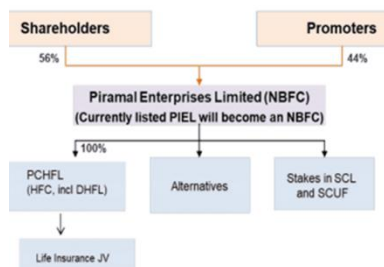 Shareholders
Promoters
56%
44%
Piramal Enterprises Limited (NBFC)
(Currently listed PIEL will become an NBFC)
100%
PCHFL
(HFC, incl DHFL)
Alternatives
Stakes in SCL
and SCUF
Life Insurance JV